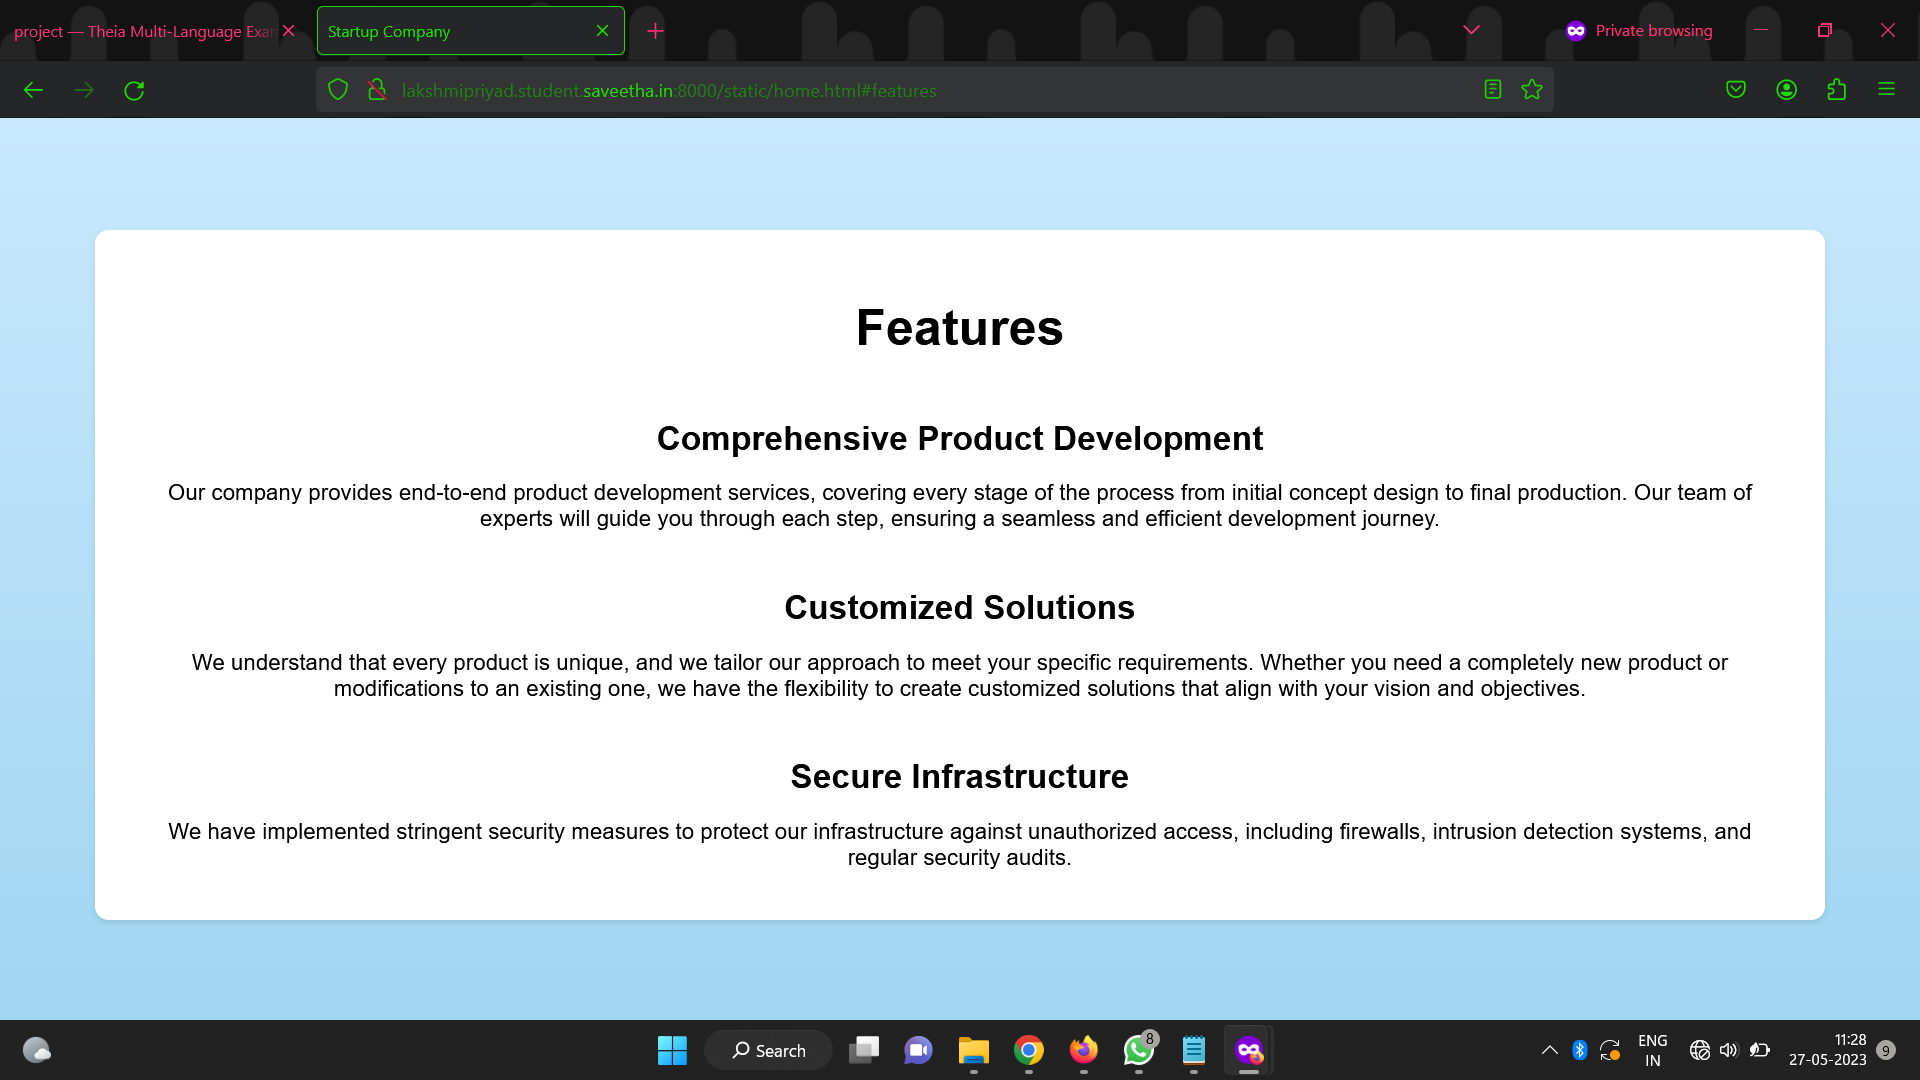 project — Theia Multi-Language Exar
Startup Company
Private browsing
lakshmipriyad.student.saveetha.in:8000/static/home.html#features
Features
Comprehensive Product Development
Our company provides end-to-end product development services, covering every stage of the process from initial concept design to final production. Our team of
experts will guide you through each step, ensuring a seamless and efficient development journey.
Customized Solutions
We understand that every product is unique, and we tailor our approach to meet your specific requirements. Whether you need a completely new product or
modifications to an existing one, we have the flexibility to create customized solutions that align with your vision and objectives.
Secure Infrastructure
We have implemented stringent security measures to protect our infrastructure against unauthorized access, including firewalls, intrusion detection systems, and
regular security audits.
Search
8
ENG
IN
11:28
27-05-2023
9